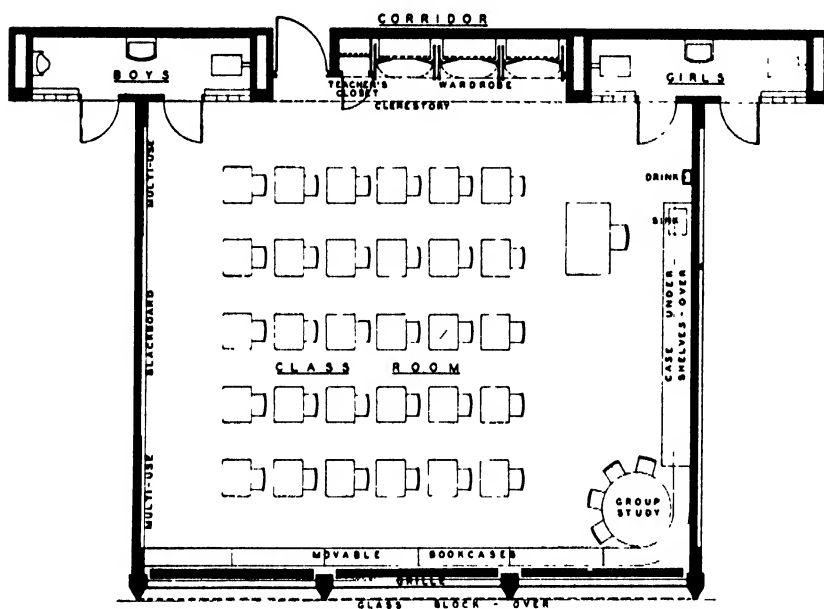 CORRIDOR
BOYS
TEACHER'S
CLOSET
WARDROBE
GIRLS
CLERESTORY
MULTI-USE
DRINK
SINK
BLACKBOARD
CASE UNDER -
SHELVES - OVER
CLASS ROOM
MULTI-USE
GROUP
STUDY
MOVABLE BOOKCASES
GRILLE
GLASS BLOCK - OVER